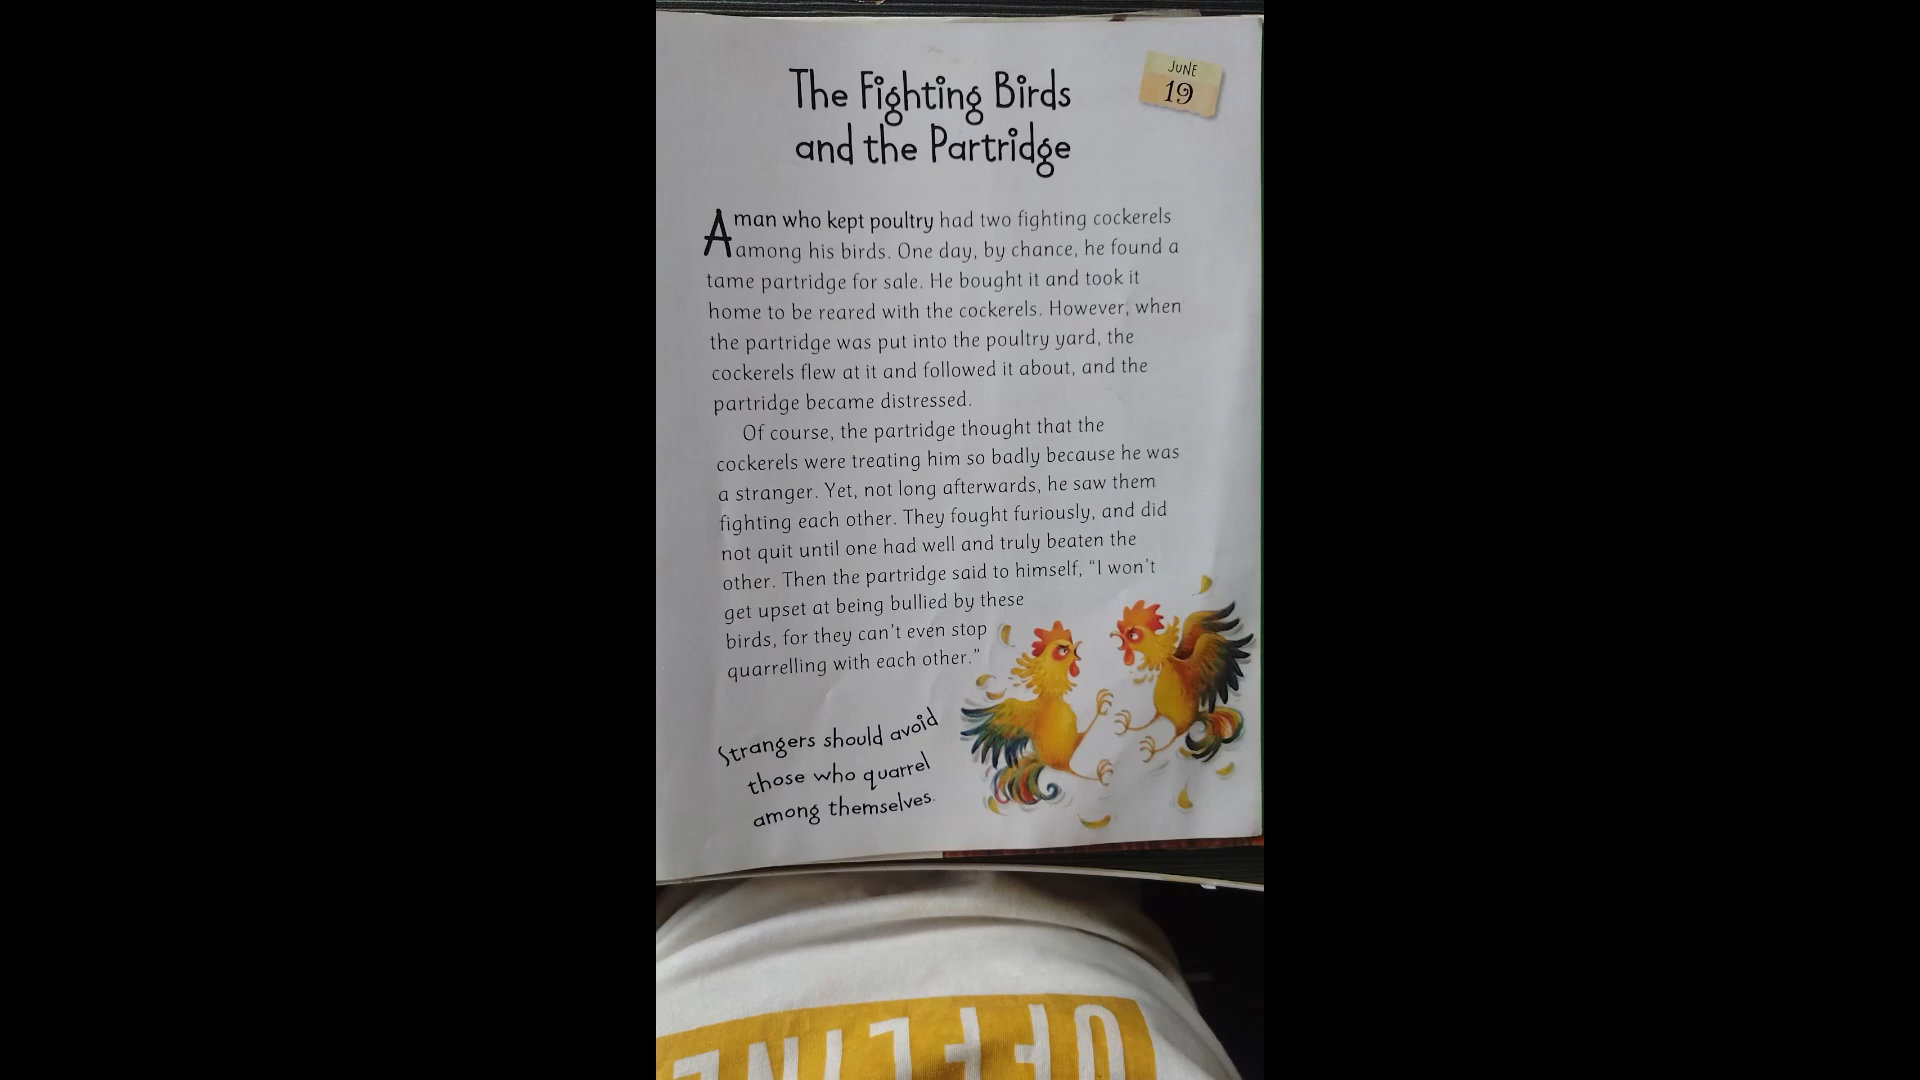 The Fighting Birds
and the Partridge
JUNE
19
A man who kept poultry had two fighting cockerels
among his birds. One day, by chance, he found a
tame partridge for sale. He bought it and took it
home to be reared with the cockerels. However, when
the partridge was put into the poultry yard, the
cockerels flew at it and followed it about, and the
partridge became distressed.
Of course, the partridge thought that the
cockerels were treating him so badly because he was
a stranger. Yet, not long afterwards, he saw them
fighting each other. They fought furiously, and did
not quit until one had well and truly beaten the
other. Then the partridge said to himself, “I won’t
get upset at being bullied by these
birds, for they can’t even stop
quarrelling with each other.”
Strangers should avoid
those who quarrel
among themselves.
OFFLINE